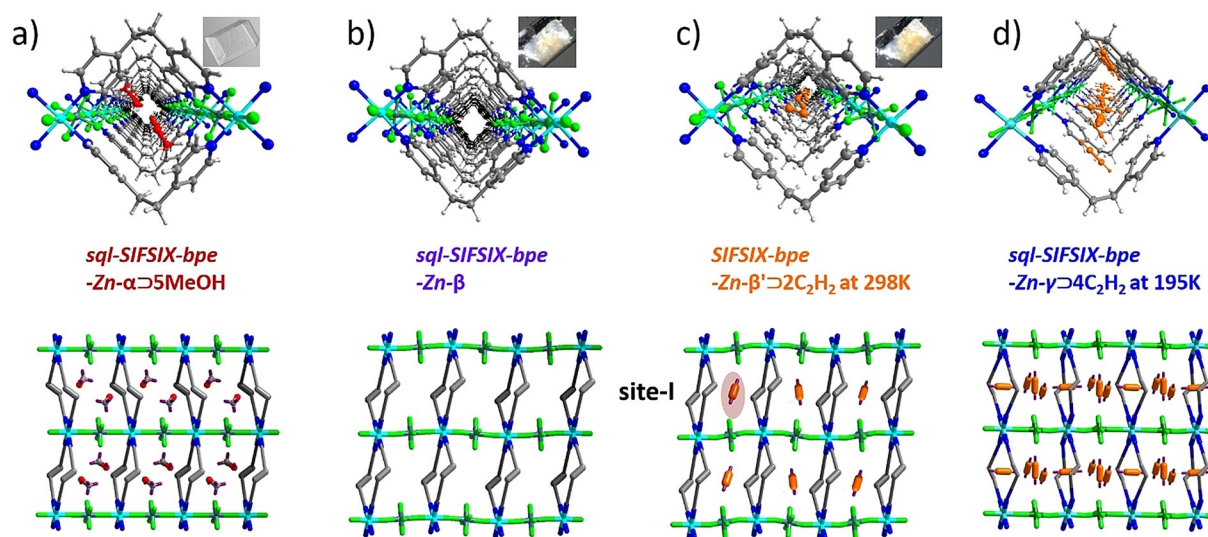 a)
b)
c)
d)
sql-SIFSIX-bpe
-Zn-α⊃5MeOH
sql-SIFSIX-bpe
-Zn-β
SIFSIX-bpe
-Zn-β'⊃2C₂H₂ at 298K
sql-SIFSIX-bpe
-Zn-γ⊃4C₂H₂ at 195K
site-I